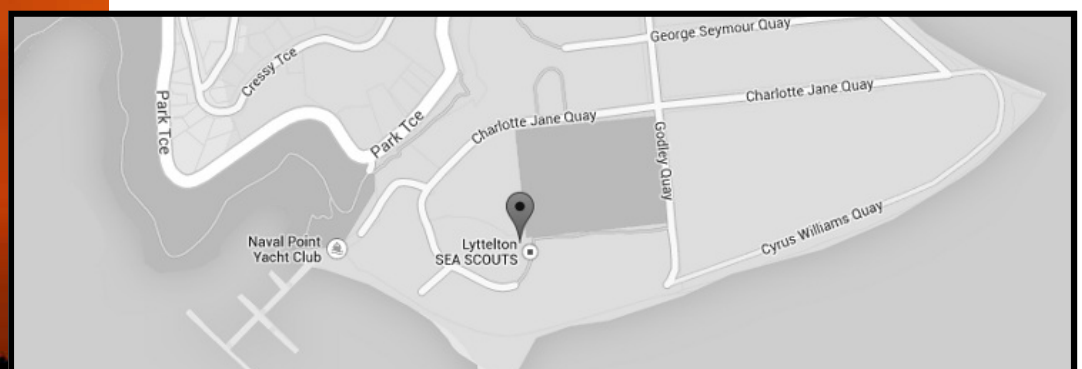 George Seymour Quay
Cressy Tce
Charlotte Jane Quay
Park Tce
Charlotte Jane Quay
Park Tce
Godley Quay
Cyrus Williams Quay
Naval Point
Yacht Club
Lyttelton
SEA SCOUTS